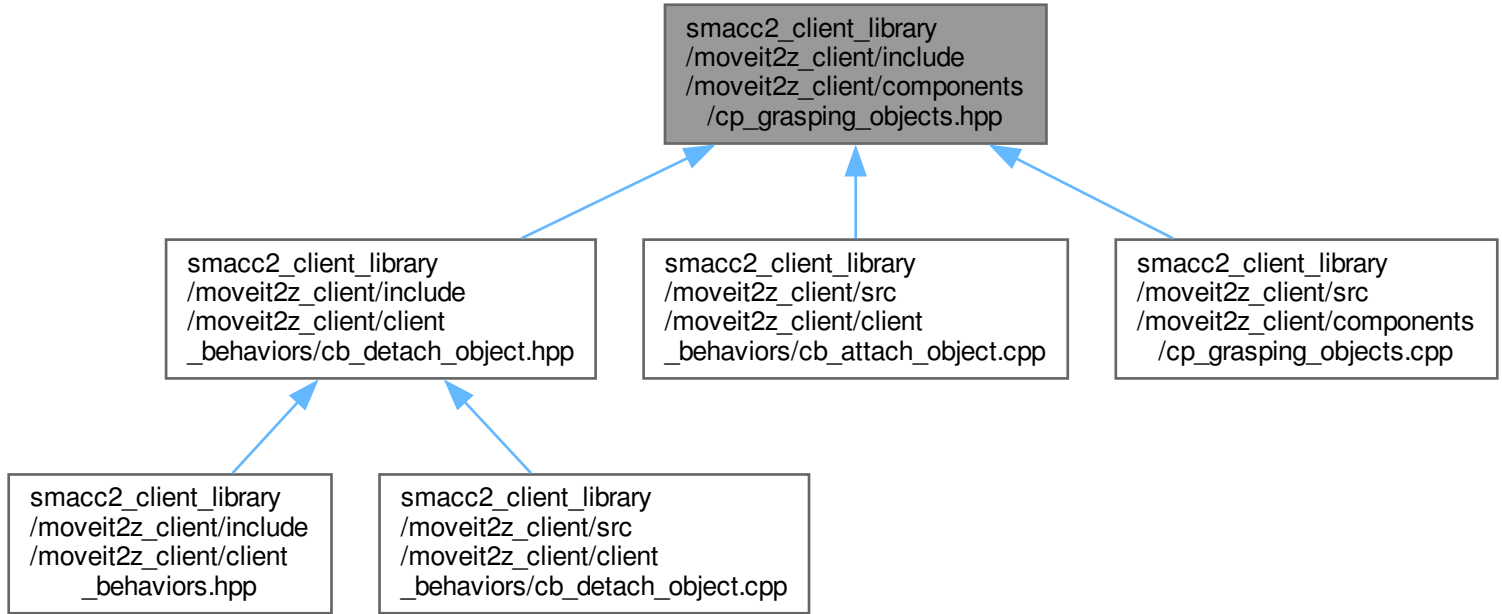 smacc2_client_library
/moveit2z_client/include
/moveit2z_client/components
/cp_grasping_objects.hpp
smacc2_client_library
/moveit2z_client/include
/moveit2z_client/client
_behaviors/cb_detach_object.hpp
smacc2_client_library
/moveit2z_client/src
/moveit2z_client/client
_behaviors/cb_attach_object.cpp
smacc2_client_library
/moveit2z_client/src
/moveit2z_client/components
/cp_grasping_objects.cpp
smacc2_client_library
/moveit2z_client/include
/moveit2z_client/client
_behaviors.hpp
smacc2_client_library
/moveit2z_client/src
/moveit2z_client/client
_behaviors/cb_detach_object.cpp